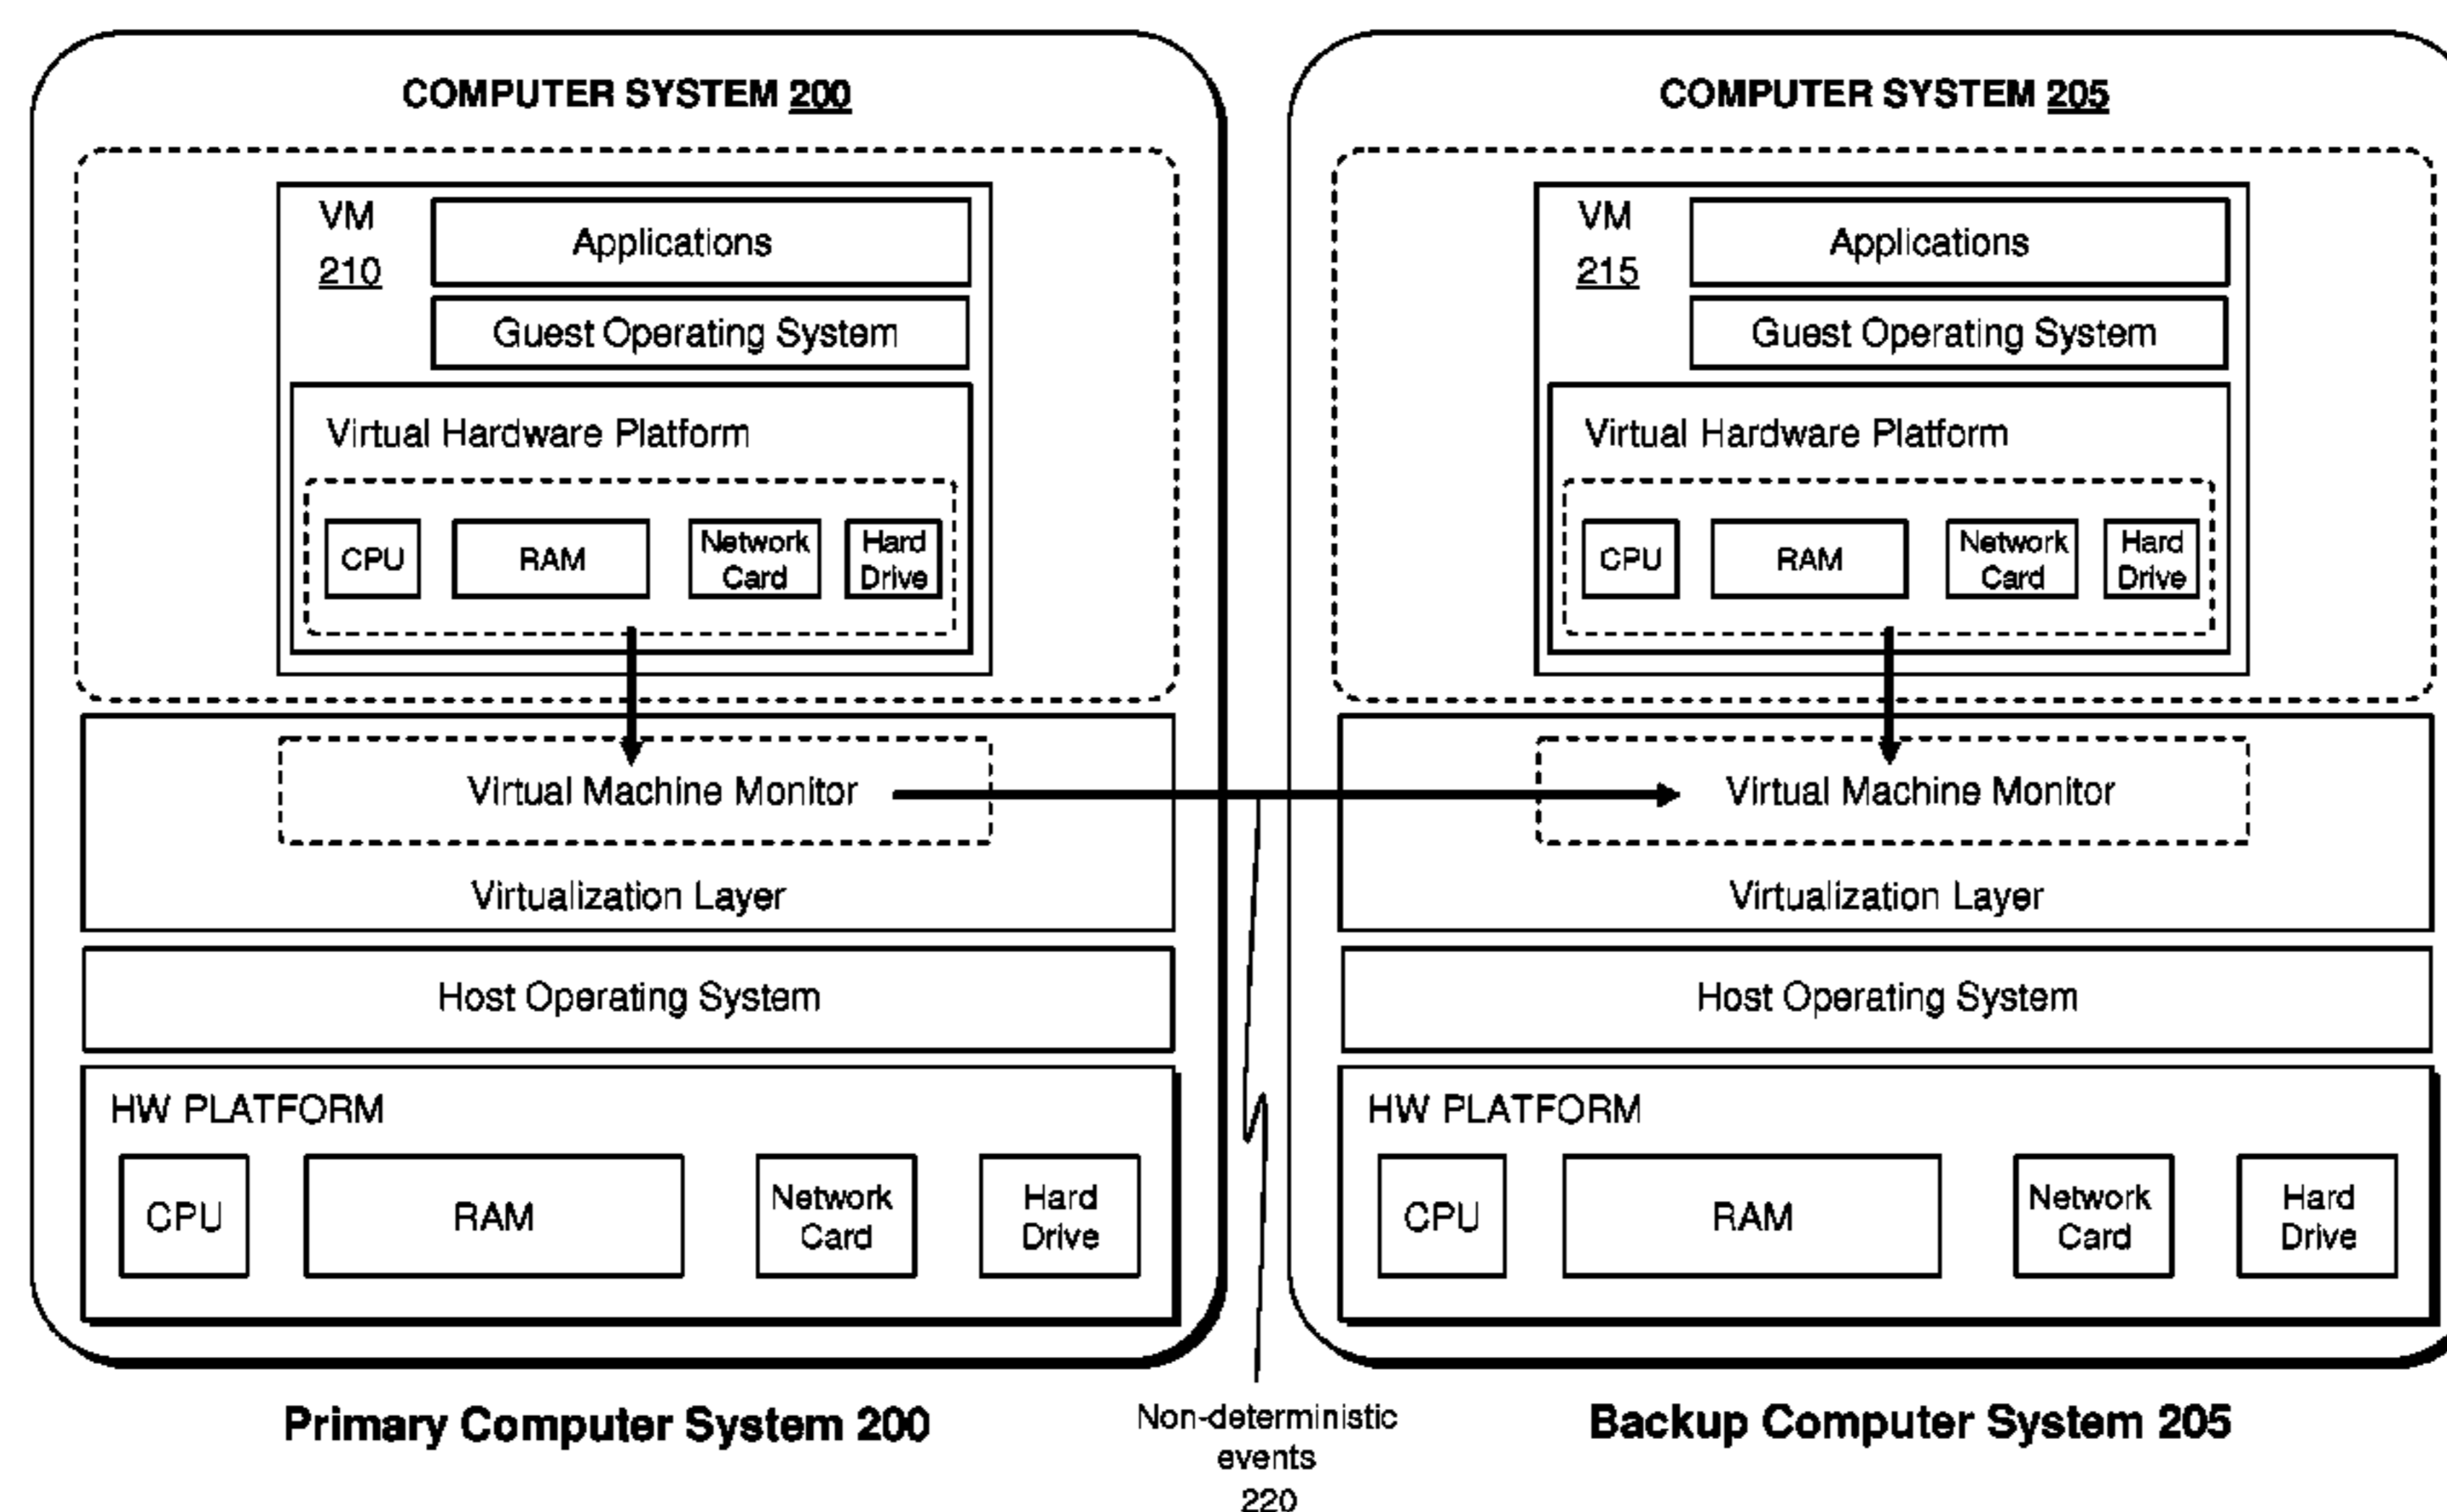 COMPUTER SYSTEM 200
VM
210
Applications
Guest Operating System
Virtual Hardware Platform
CPU
RAM
Network
Card
Hard
Drive
Virtual Machine Monitor
Virtualization Layer
Host Operating System
HW PLATFORM
CPU
RAM
Network
Card
Hard
Drive
Primary Computer System 200
Non-deterministic
events
220
COMPUTER SYSTEM 205
VM
215
Applications
Guest Operating System
Virtual Hardware Platform
CPU
RAM
Network
Card
Hard
Drive
Virtual Machine Monitor
Virtualization Layer
Host Operating System
HW PLATFORM
CPU
RAM
Network
Card
Hard
Drive
Backup Computer System 205